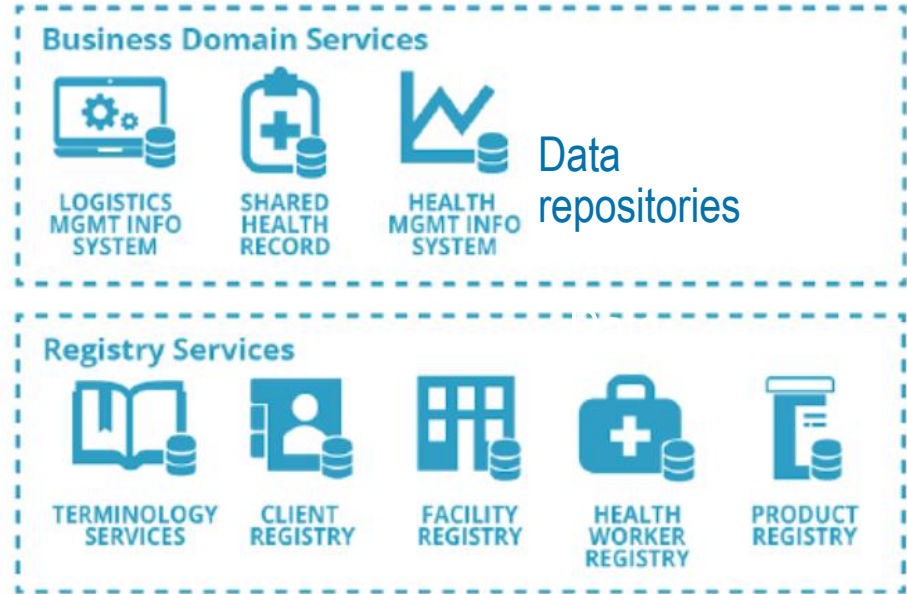 Business Domain Services
LOGISTICS
MGMT INFO
SYSTEM
SHARED
HEALTH
RECORD
HEALTH
MGMT INFO
SYSTEM
Data
repositories
Registry Services
TERMINOLOGY
SERVICES
CLIENT
REGISTRY
FACILITY
REGISTRY
HEALTH
WORKER
REGISTRY
PRODUCT
REGISTRY